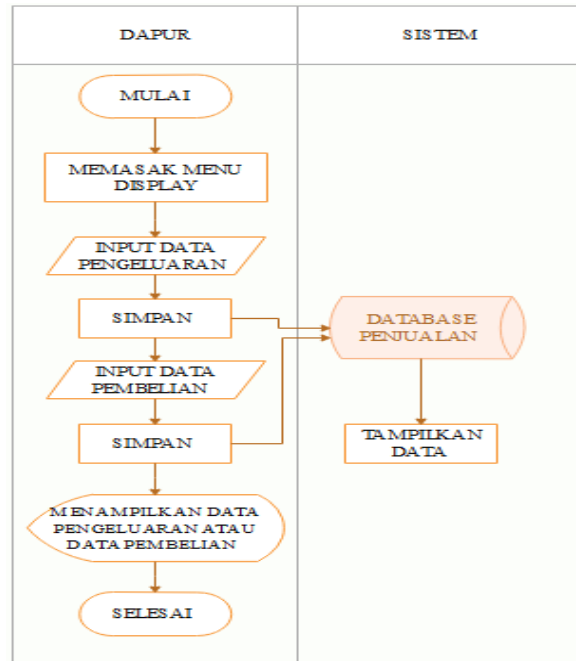 DAPUR
SISTEM
MULAI
MEMASAK MENU
DISPLAY
INPUT DATA
PENGELUARAN
SIMPAN
INPUT DATA
PEMBELIAN
SIMPAN
MENAMPILKAN DATA
PENGELUARAN ATAU
DATA PEMBELIAN
SELESAI
DATABASE
PENJUALAN
TAMPILKAN
DATA